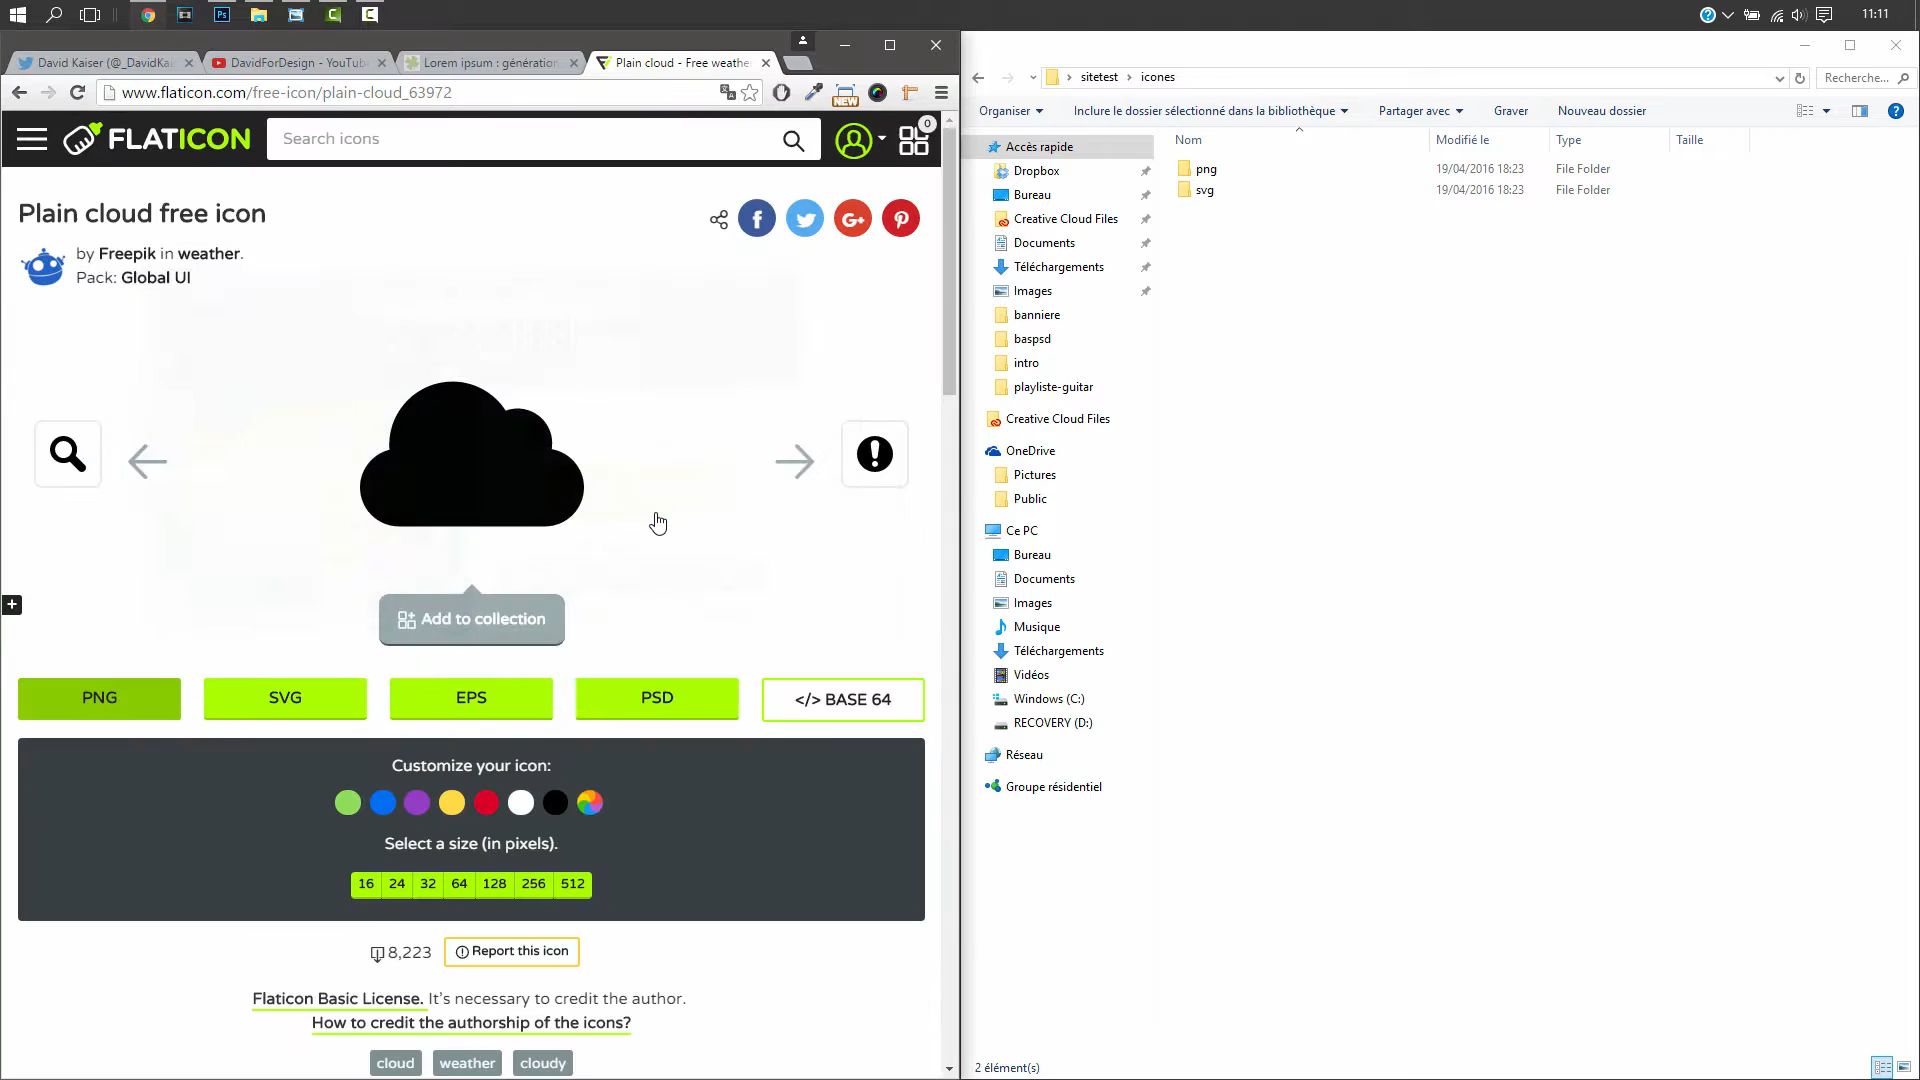 Ps
11:11
David Kaiser (@_DavidKai
DavidForDesign - YouTube
Lorem ipsum : génération
Plain cloud - Free weathe
www.flaticon.com/free-icon/plain-cloud_63972
NEW
FLATICON
Search icons
0
Plain cloud free icon
by Freepik in weather.
Pack: Global UI
Add to collection
PNG
SVG
EPS
PSD
</> BASE 64
Customize your icon:
Select a size (in pixels).
16 24 32 64 128 256 512
8,223
Report this icon
Flaticon Basic License. It's necessary to credit the author.
How to credit the authorship of the icons?
cloud
weather
cloudy
sitetest
icones
Recherche...
Organiser
Inclure le dossier sélectionné dans la bibliothèque
Partager avec
Graver
Nouveau dossier
Nom
Modifié le
Type
Taille
png
19/04/2016 18:23
File Folder
svg
19/04/2016 18:23
File Folder
Accès rapide
Dropbox
Bureau
Creative Cloud Files
Documents
Téléchargements
Images
banniere
baspsd
intro
playliste-guitar
Creative Cloud Files
OneDrive
Pictures
Public
Ce PC
Bureau
Documents
Images
Musique
Téléchargements
Vidéos
Windows (C:)
RECOVERY (D:)
Réseau
Groupe résidentiel
2 élément(s)